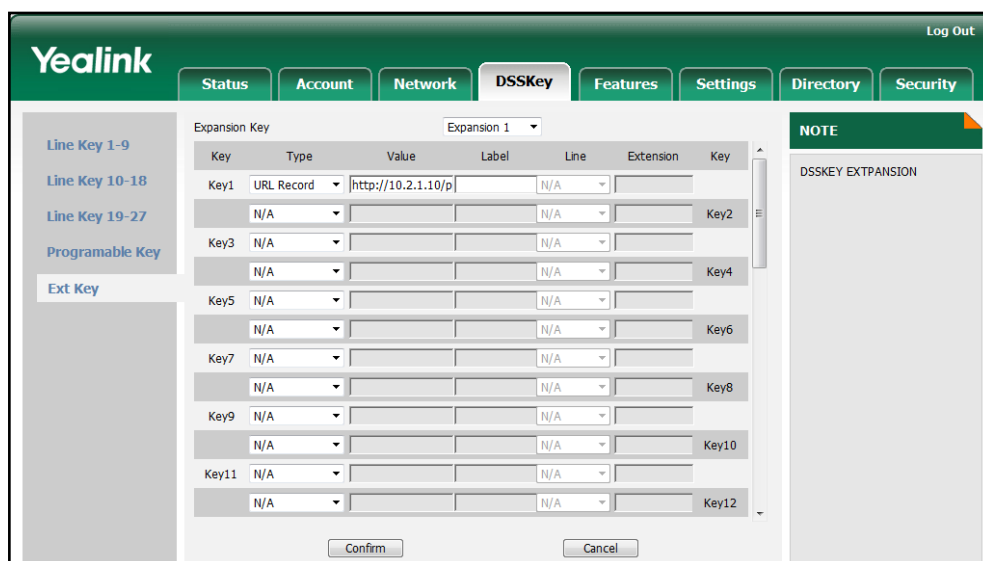 Log Out
Yealink
Status Account Network DSSKey Features Settings Directory Security
Line Key 1-9
Line Key 10-18
Line Key 19-27
Programable Key
Ext Key
Expansion Key Expansion 1
Key Type Value Label Line Extension Key
Key1 URL Record http://10.2.1.10/p N/A
N/A N/A Key2
Key3 N/A N/A
N/A N/A Key4
Key5 N/A N/A
N/A N/A Key6
Key7 N/A N/A
N/A N/A Key8
Key9 N/A N/A
N/A N/A Key10
Key11 N/A N/A
N/A N/A Key12
Confirm Cancel
NOTE
DSSKEY EXTPANSION